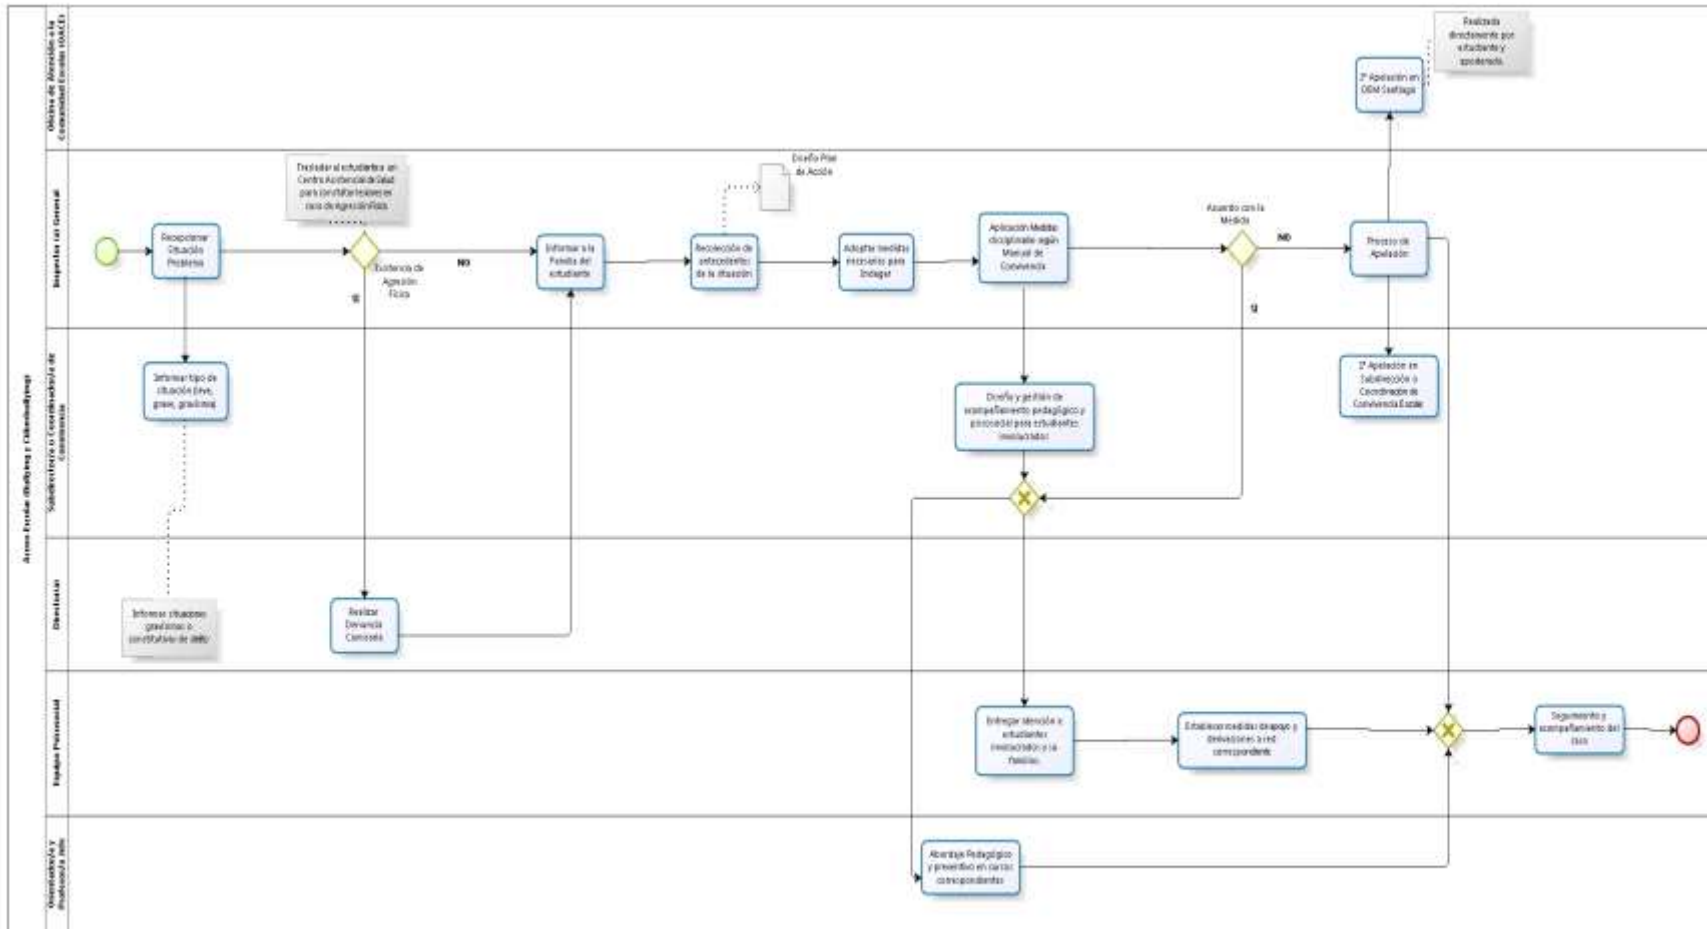 Acoso Escolar (Bullying y Ciberbullying)
Oficina de Atención a la
Comunidad Escolar (OACE)
Realizada
directamente por
estudiante y
apoderado.
2ª Apelación en
DEM Santiago
Inspector (a) General
Trasladar al estudiante a un
Centro Asistencial de Salud
para constatar lesiones en
caso de Agresión Física
Diseño Plan
de Acción
Acuerdo con la
Medida
Recepcionar
Situación
Problema
Existencia de
Agresión
Física
NO
SI
Informar a la
Familia del
estudiante
Recolección de
antecedentes
de la situación
Adoptar medidas
necesarias para
Indagar
Aplicación Medidas
disciplinarias según
Manual de
Convivencia
NO
SI
Proceso de
Apelación
Subdirector/a o Coordinador/a de
Convivencia
Informar tipo de
situación (leve,
grave, gravísima)
Diseño y gestión de
acompañamiento pedagógico y
psicosocial para estudiantes
involucrados
1ª Apelación en
Subdirección o
Coordinación de
Convivencia Escolar
Director(a)
Informar situaciones
gravísimas o
constitutivas de delito
Realizar
Denuncia
Comisaría
Equipo Psicosocial
Entregar atención a
estudiantes
involucrados y su
familias.
Establecer medidas de apoyo y
derivaciones a red
correspondiente
Seguimiento y
acompañamiento del
caso
Orientador/a y
Profesor/a Jefe
Abordaje Pedagógico
y preventivo en cursos
correspondientes